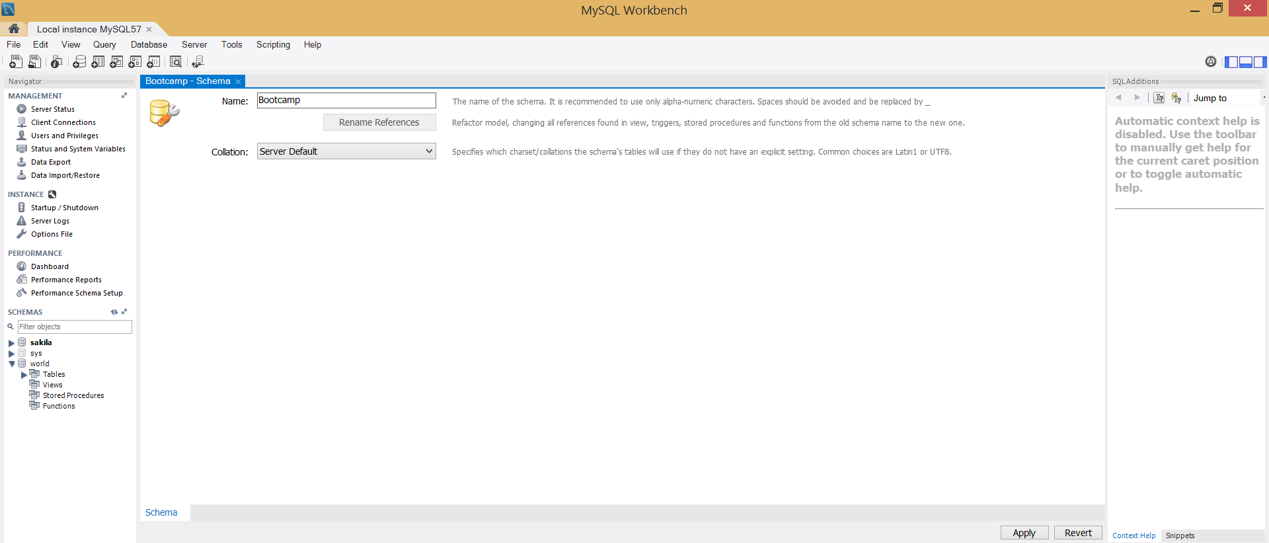 MySQL Workbench
Local instance MySQL57 ×
File Edit View Query Database Server Tools Scripting Help
Navigator
MANAGEMENT
Server Status
Client Connections
Users and Privileges
Status and System Variables
Data Export
Data Import/Restore
INSTANCE
Startup / Shutdown
Server Logs
Options File
PERFORMANCE
Dashboard
Performance Reports
Performance Schema Setup
SCHEMAS
Filter objects
sakila
sys
world
Tables
Views
Stored Procedures
Functions
Bootcamp - Schema ×
Name: Bootcamp The name of the schema. It is recommended to use only alpha-numeric characters. Spaces should be avoided and be replaced by _
Rename References Refactor model, changing all references found in view, triggers, stored procedures and functions from the old schema name to the new one.
Collation: Server Default Specifies which charset/collations the schema's tables will use if they do not have an explicit setting. Common choices are Latin1 or UTF8.
Schema
Apply Revert
SQLAdditions
Jump to
Automatic context help is
disabled. Use the toolbar
to manually get help for
the current caret position
or to toggle automatic
help.
Context Help Snippets